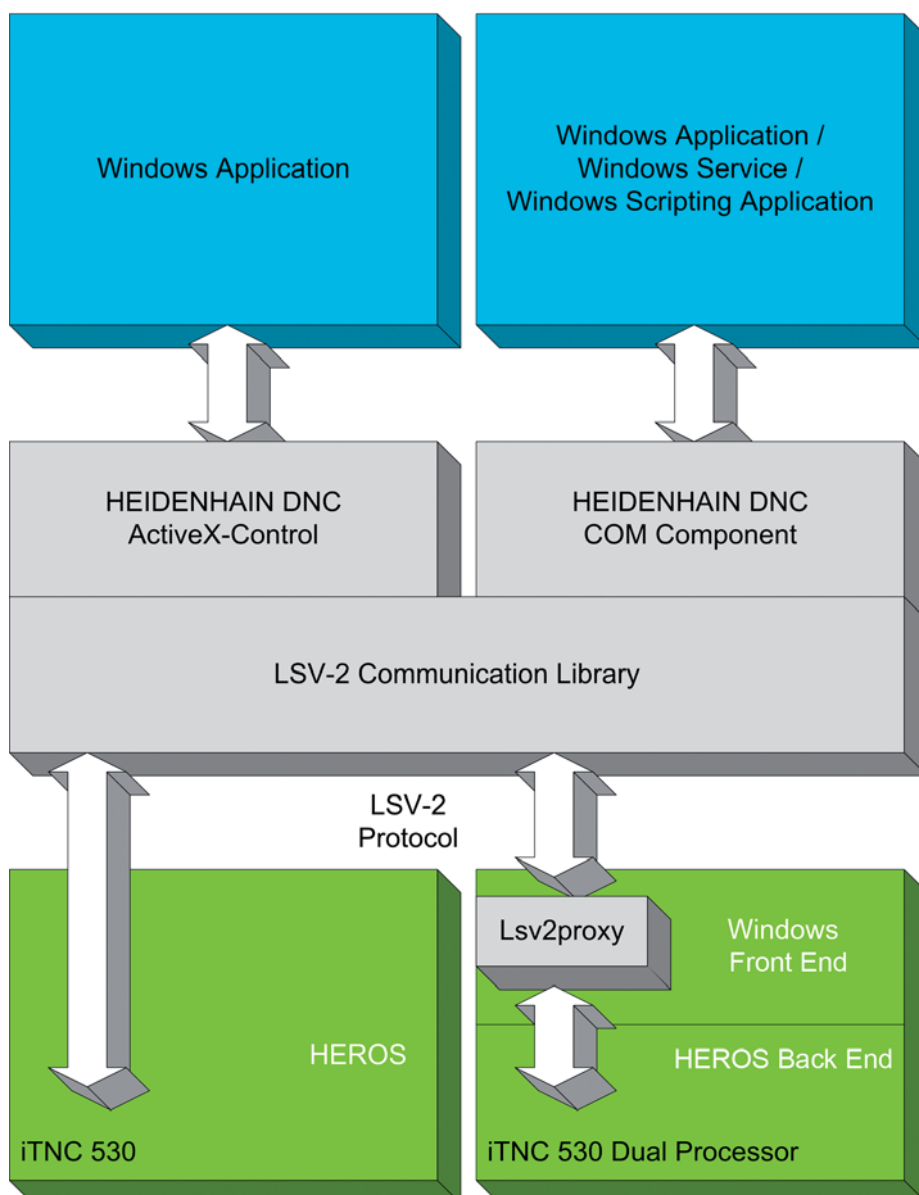 Windows Application
Windows Application /
Windows Service /
Windows Scripting Application
HEIDENHAIN DNC
ActiveX-Control
HEIDENHAIN DNC
COM Component
LSV-2 Communication Library
LSV-2
Protocol
Lsv2proxy
Windows
Front End
HEROS
HEROS Back End
iTNC 530
iTNC 530 Dual Processor